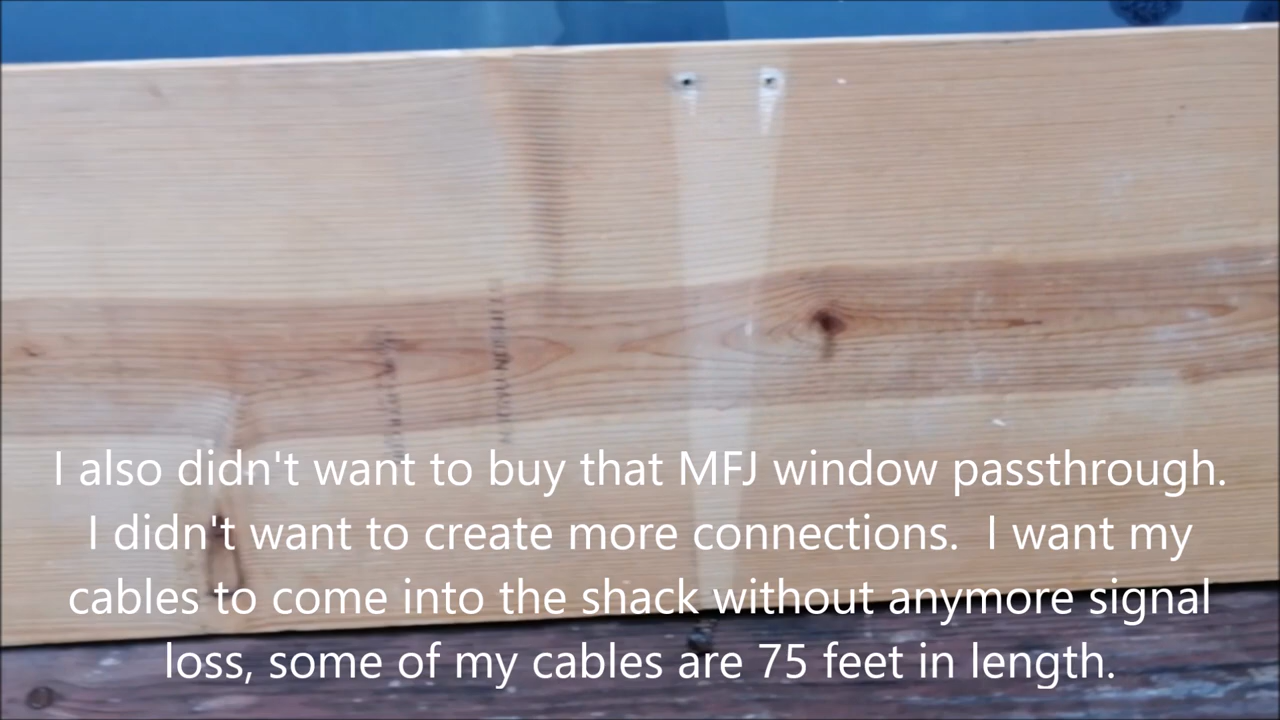 I also didn't want to buy that MFJ window passthrough.
I didn't want to create more connections.  I want my
cables to come into the shack without anymore signal
loss, some of my cables are 75 feet in length.